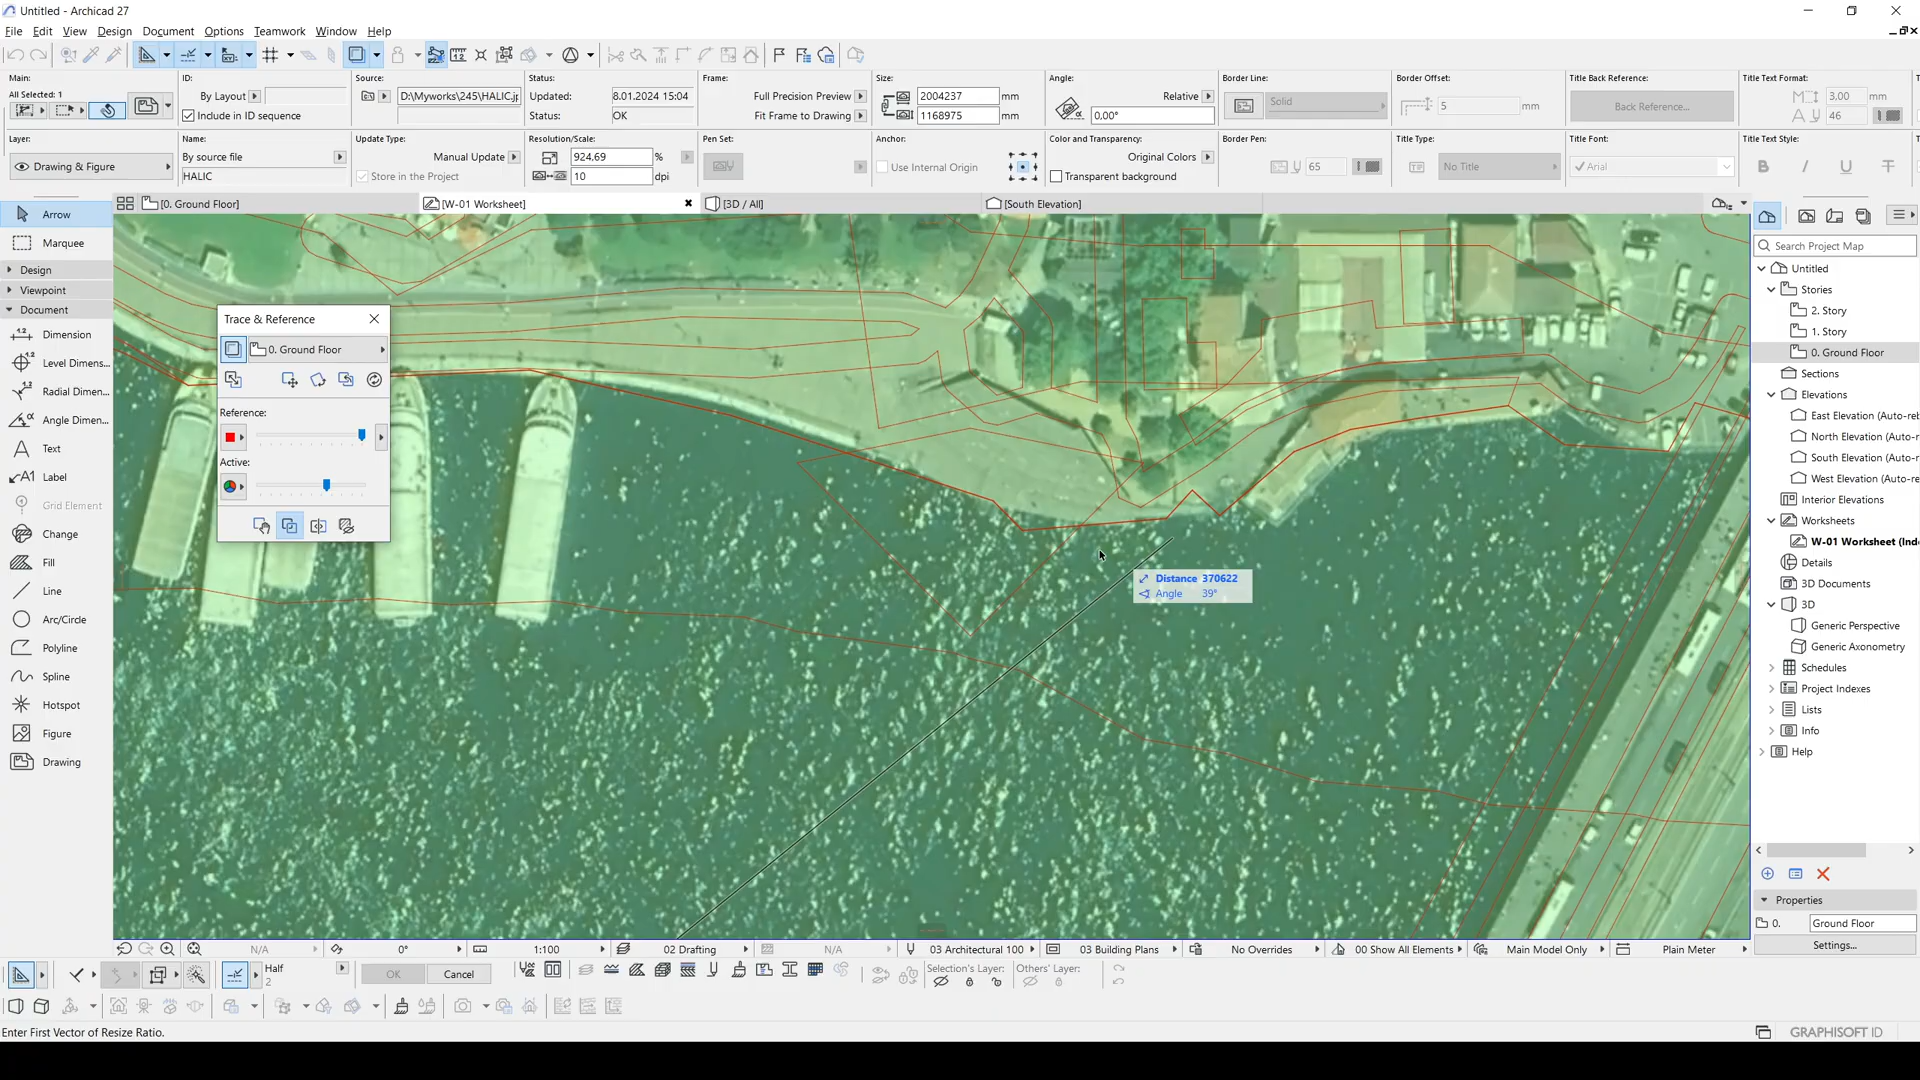 Untitled - Archicad 27
File Edit View Design Document Options Teamwork Window Help
Main:
All Selected: 1
ID:
By Layout
Include in ID sequence
Source:
D:\Myworks\245\HALIC.jp
Status:
Updated: 8.01.2024 15:04
Status: OK
Frame:
Full Precision Preview
Fit Frame to Drawing
Size:
2004237 mm
1168975 mm
Angle:
Relative
0,00°
Border Line:
Solid
Border Offset:
5 mm
Title Back Reference:
Back Reference...
Title Text Format:
3,00 mm
46
Layer:
Drawing & Figure
Name:
By source file
HALIC
Update Type:
Manual Update
Store in the Project
Resolution/Scale:
924.69 %
10 dpi
Pen Set:
Anchor:
Use Internal Origin
Color and Transparency:
Original Colors
Transparent background
Border Pen:
65
Title Type:
No Title
Title Font:
Arial
Title Text Style:
B I U T
[0. Ground Floor]
[W-01 Worksheet]
[3D / All]
[South Elevation]
Arrow
Marquee
Design
Viewpoint
Document
Dimension
Level Dimens...
Radial Dimen...
Angle Dimen...
Text
Label
Grid Element
Change
Fill
Line
Arc/Circle
Polyline
Spline
Hotspot
Figure
Drawing
Trace & Reference
0. Ground Floor
Reference:
Active:
Distance 370622
Angle 39°
Search Project Map
Untitled
Stories
2. Story
1. Story
0. Ground Floor
Sections
Elevations
East Elevation (Auto-rel
North Elevation (Auto-r
South Elevation (Auto-re
West Elevation (Auto-re
Interior Elevations
Worksheets
W-01 Worksheet (Ind
Details
3D Documents
3D
Generic Perspective
Generic Axonometry
Schedules
Project Indexes
Lists
Info
Help
Properties
0. Ground Floor
Settings...
N/A 0° 1:100 02 Drafting N/A 03 Architectural 100 03 Building Plans No Overrides 00 Show All Elements Main Model Only Plain Meter
Half
2
OK Cancel
Selection's Layer: Others' Layer:
Enter First Vector of Resize Ratio.
GRAPHISOFT ID